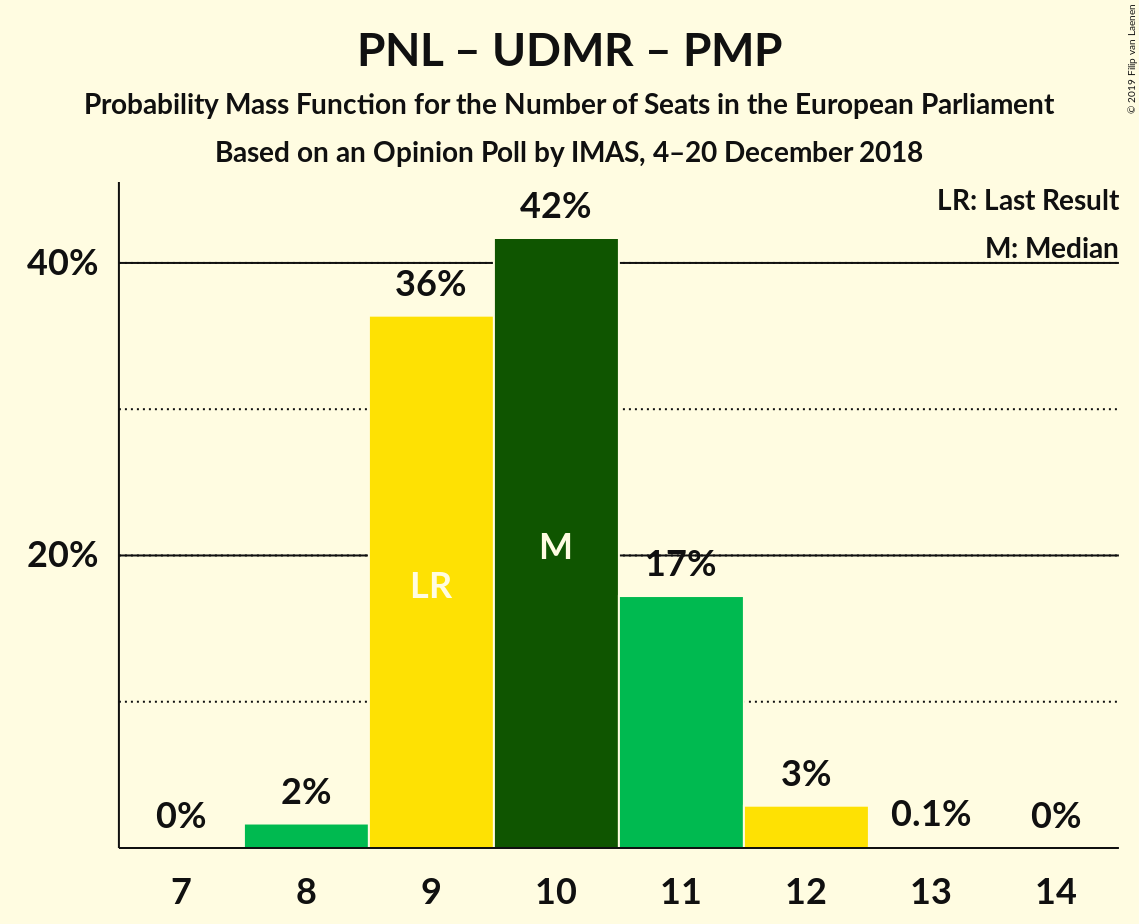 PNL – UDMR – PMP
Probability Mass Function for the Number of Seats in the European Parliament
Based on an Opinion Poll by IMAS, 4–20 December 2018
© 2019 Filip van Laenen
LR: Last Result
M: Median
40%
20%
0%
2%
36%
42%
17%
3%
0.1%
0%
LR
M
7 8 9 10 11 12 13 14